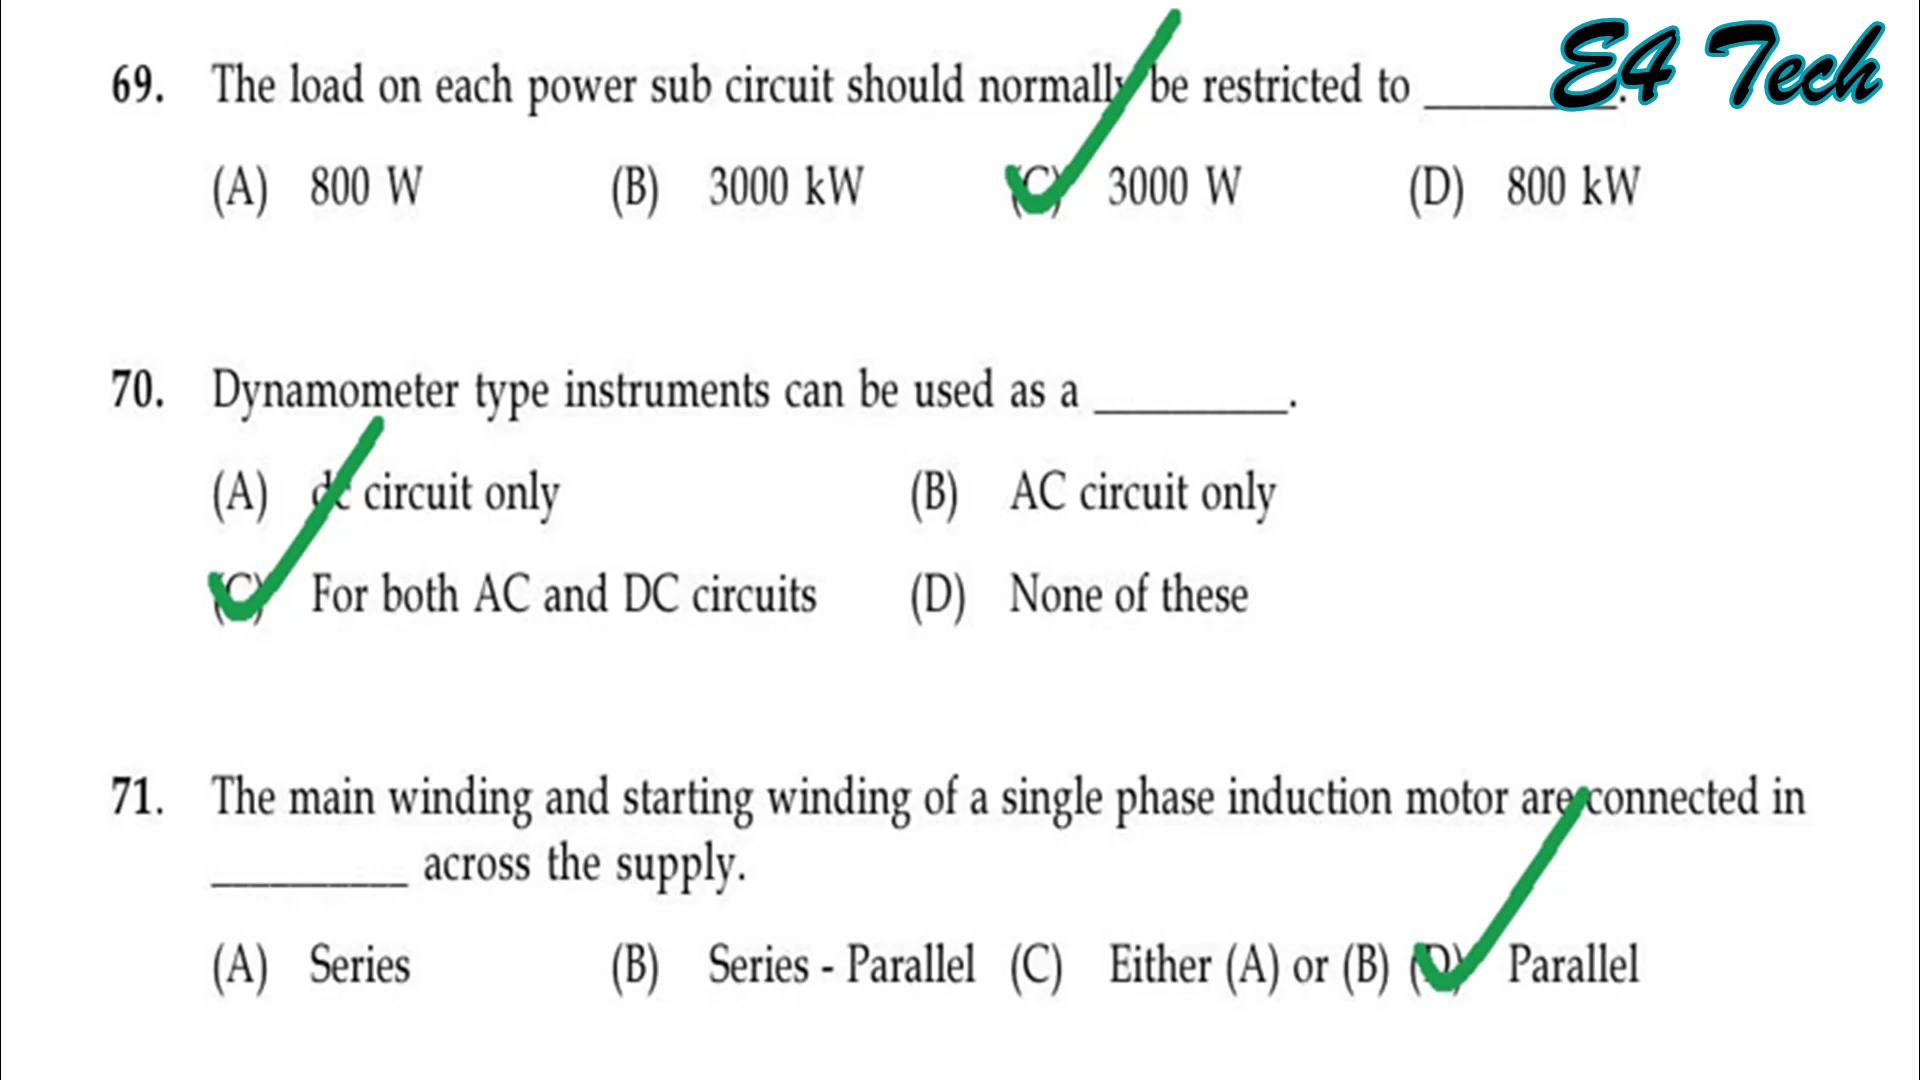 E4 Tech
69. The load on each power sub circuit should normally be restricted to _________.
(A) 800 W (B) 3000 kW (C) 3000 W (D) 800 kW
70. Dynamometer type instruments can be used as a _________.
(A) dc circuit only (B) AC circuit only
(C) For both AC and DC circuits (D) None of these
71. The main winding and starting winding of a single phase induction motor are connected in
_________ across the supply.
(A) Series (B) Series - Parallel (C) Either (A) or (B) (D) Parallel